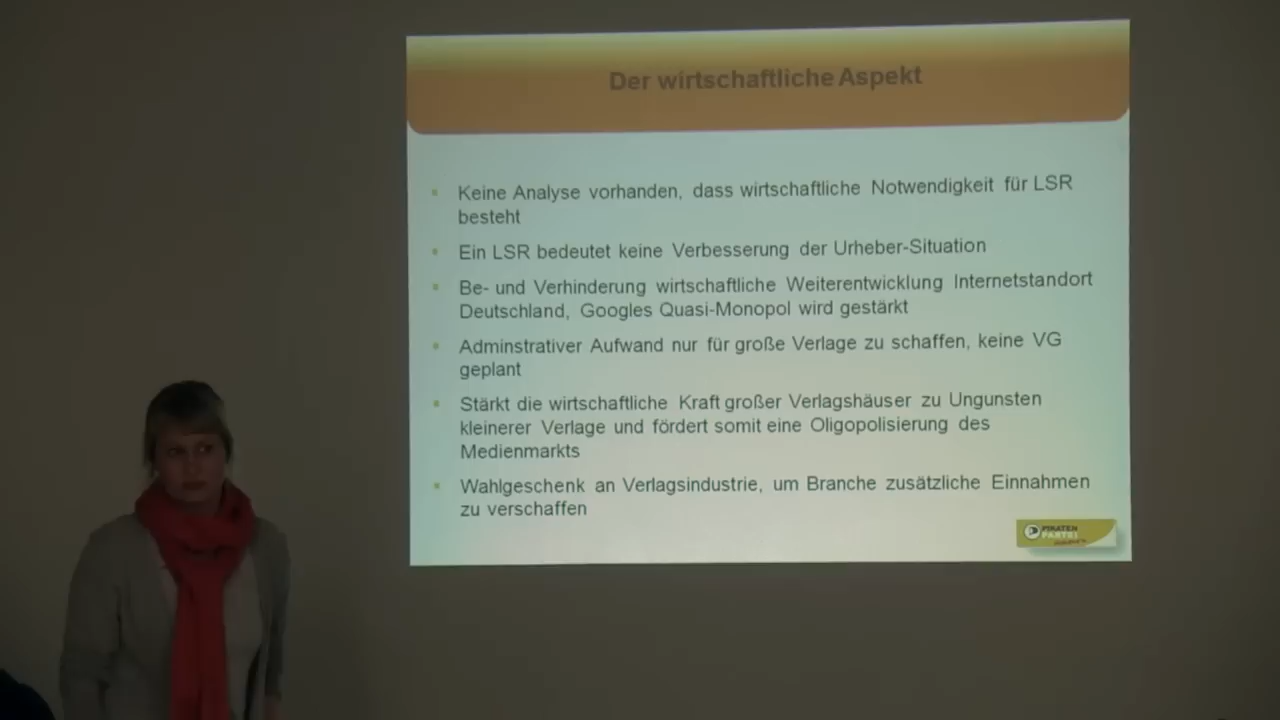 Der wirtschaftliche Aspekt
Keine Analyse vorhanden, dass wirtschaftliche Notwendigkeit für LSR
besteht
Ein LSR bedeutet keine Verbesserung der Urheber-Situation
Be- und Verhinderung wirtschaftliche Weiterentwicklung Internetstandort
Deutschland, Googles Quasi-Monopol wird gestärkt
Adminstrativer Aufwand nur für große Verlage zu schaffen, keine VG
geplant
Stärkt die wirtschaftliche Kraft großer Verlagshäuser zu Ungunsten
kleinerer Verlage und fördert somit eine Oligopolisierung des
Medienmarkts
Wahlgeschenk an Verlagsindustrie, um Branche zusätzliche Einnahmen
zu verschaffen
PIRATEN
PARTEI